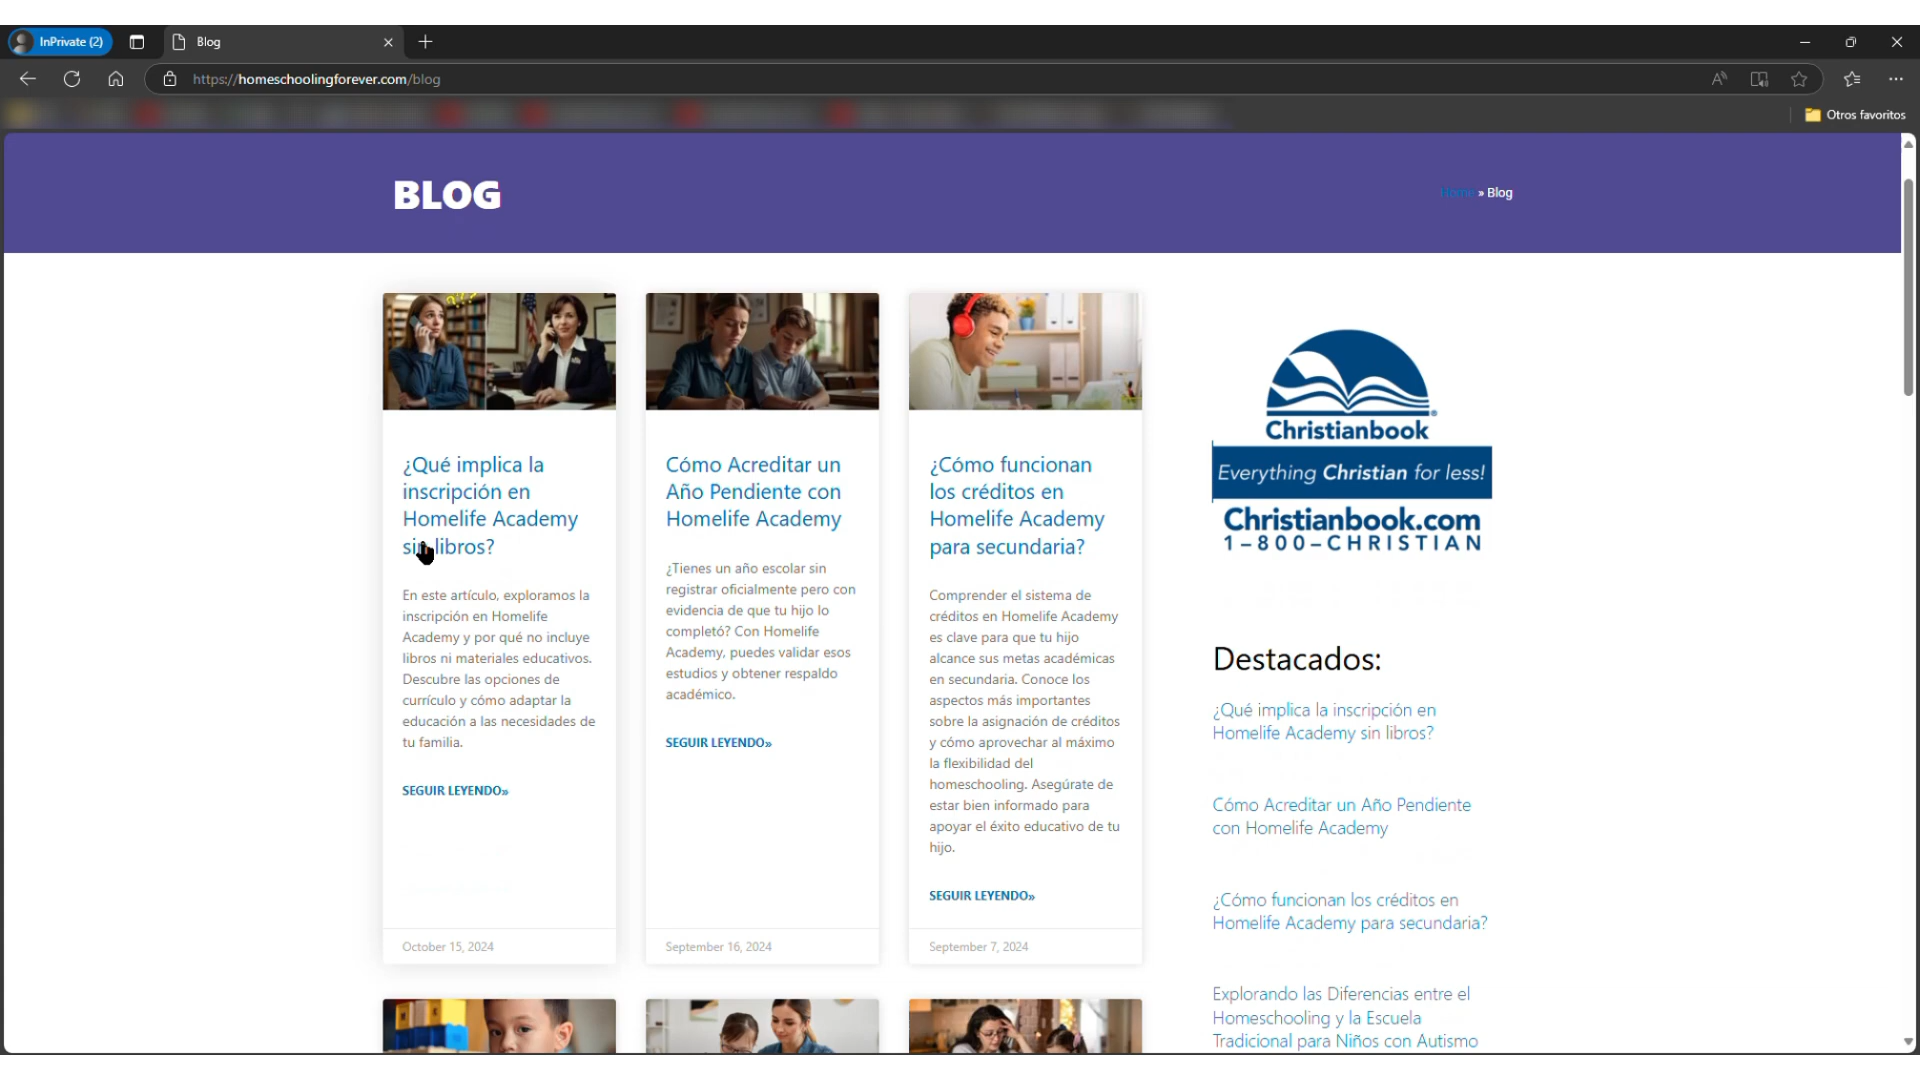 InPrivate (2)
Blog
https://homeschoolingforever.com/blog
Otros favoritos
BLOG
Home » Blog
¿Qué implica la
inscripción en
Homelife Academy
sin libros?
En este artículo, exploramos la
inscripción en Homelife
Academy y por qué no incluye
libros ni materiales educativos.
Descubre las opciones de
currículo y cómo adaptar la
educación a las necesidades de
tu familia.
SEGUIR LEYENDO»
October 15, 2024
Cómo Acreditar un
Año Pendiente con
Homelife Academy
¿Tienes un año escolar sin
registrar oficialmente pero con
evidencia de que tu hijo lo
completó? Con Homelife
Academy, puedes validar esos
estudios y obtener respaldo
académico.
SEGUIR LEYENDO»
September 16, 2024
¿Cómo funcionan
los créditos en
Homelife Academy
para secundaria?
Comprender el sistema de
créditos en Homelife Academy
es clave para que tu hijo
alcance sus metas académicas
en secundaria. Conoce los
aspectos más importantes
sobre la asignación de créditos
y cómo aprovechar al máximo
la flexibilidad del
homeschooling. Asegúrate de
estar bien informado para
apoyar el éxito educativo de tu
hijo.
SEGUIR LEYENDO»
September 7, 2024
Christianbook
Everything Christian for less!
Christianbook.com
1-800-CHRISTIAN
Destacados:
¿Qué implica la inscripción en
Homelife Academy sin libros?
Cómo Acreditar un Año Pendiente
con Homelife Academy
¿Cómo funcionan los créditos en
Homelife Academy para secundaria?
Explorando las Diferencias entre el
Homeschooling y la Escuela
Tradicional para Niños con Autismo